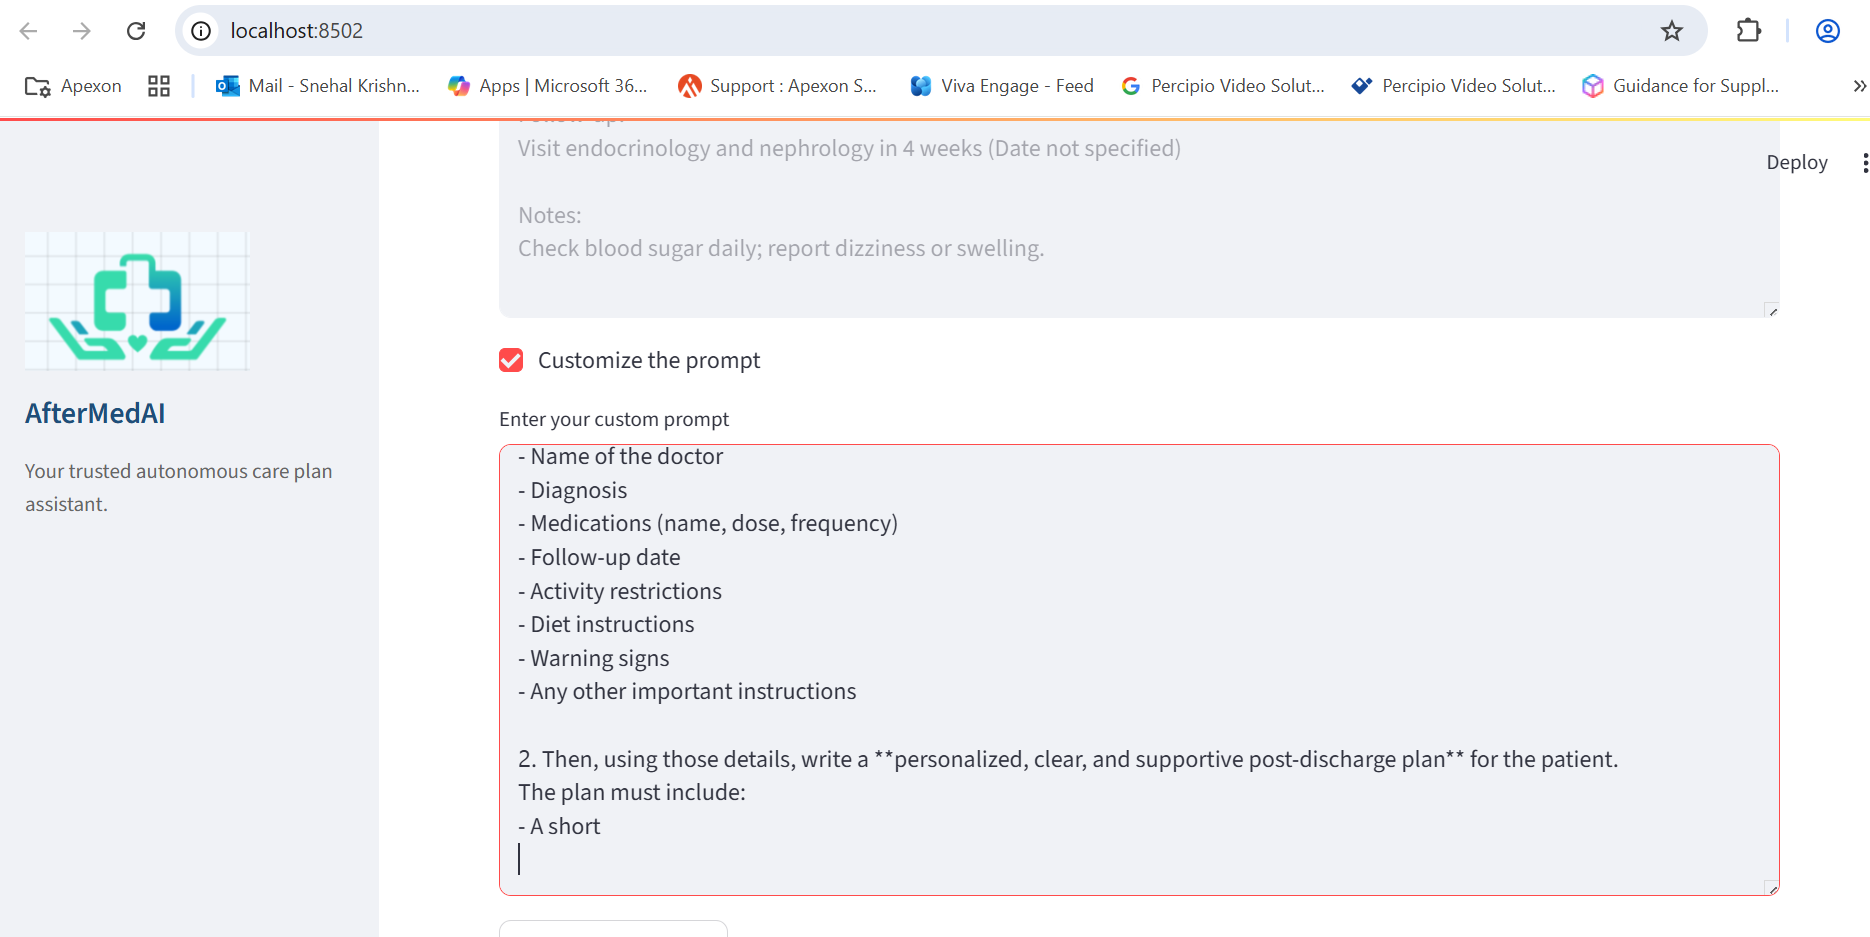 localhost:8502
Apexon
Mail - Snehal Krishn...
Apps | Microsoft 36...
Support : Apexon S...
Viva Engage - Feed
Percipio Video Solut...
Percipio Video Solut...
Guidance for Suppl...
»
Deploy
AfterMedAI
Your trusted autonomous care plan
assistant.
Visit endocrinology and nephrology in 4 weeks (Date not specified)
Notes:
Check blood sugar daily; report dizziness or swelling.
Customize the prompt
Enter your custom prompt
- Name of the doctor
- Diagnosis
- Medications (name, dose, frequency)
- Follow-up date
- Activity restrictions
- Diet instructions
- Warning signs
- Any other important instructions
2. Then, using those details, write a **personalized, clear, and supportive post-discharge plan** for the patient.
The plan must include:
- A short